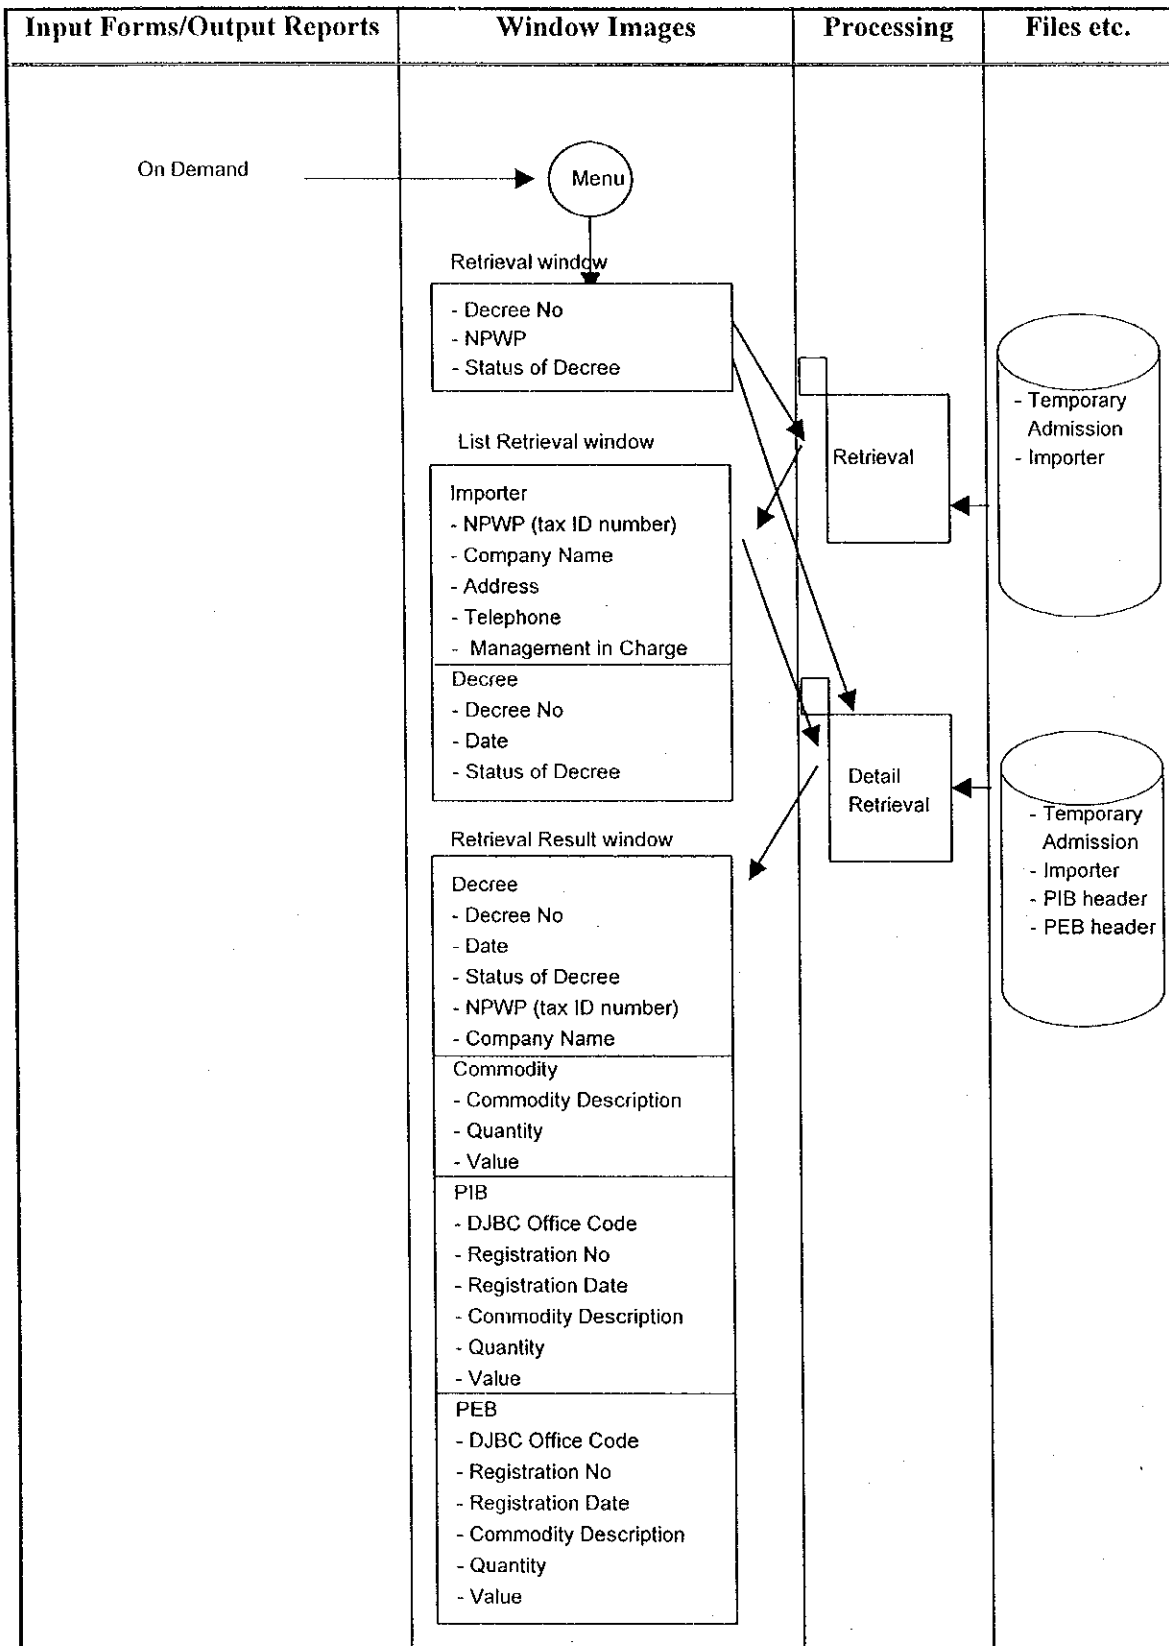 Input Forms/Output Reports
Window Images
Processing
Files etc.
On Demand
Menu
Retrieval window
- Decree No
- NPWP
- Status of Decree
List Retrieval window
Importer
- NPWP (tax ID number)
- Company Name
- Address
- Telephone
- Management in Charge
Decree
- Decree No
- Date
- Status of Decree
Retrieval Result window
Decree
- Decree No
- Date
- Status of Decree
- NPWP (tax ID number)
- Company Name
Commodity
- Commodity Description
- Quantity
- Value
PIB
- DJBC Office Code
- Registration No
- Registration Date
- Commodity Description
- Quantity
- Value
PEB
- DJBC Office Code
- Registration No
- Registration Date
- Commodity Description
- Quantity
- Value
Retrieval
Detail
Retrieval
- Temporary
Admission
- Importer
- Temporary
Admission
- Importer
- PIB header
- PEB header